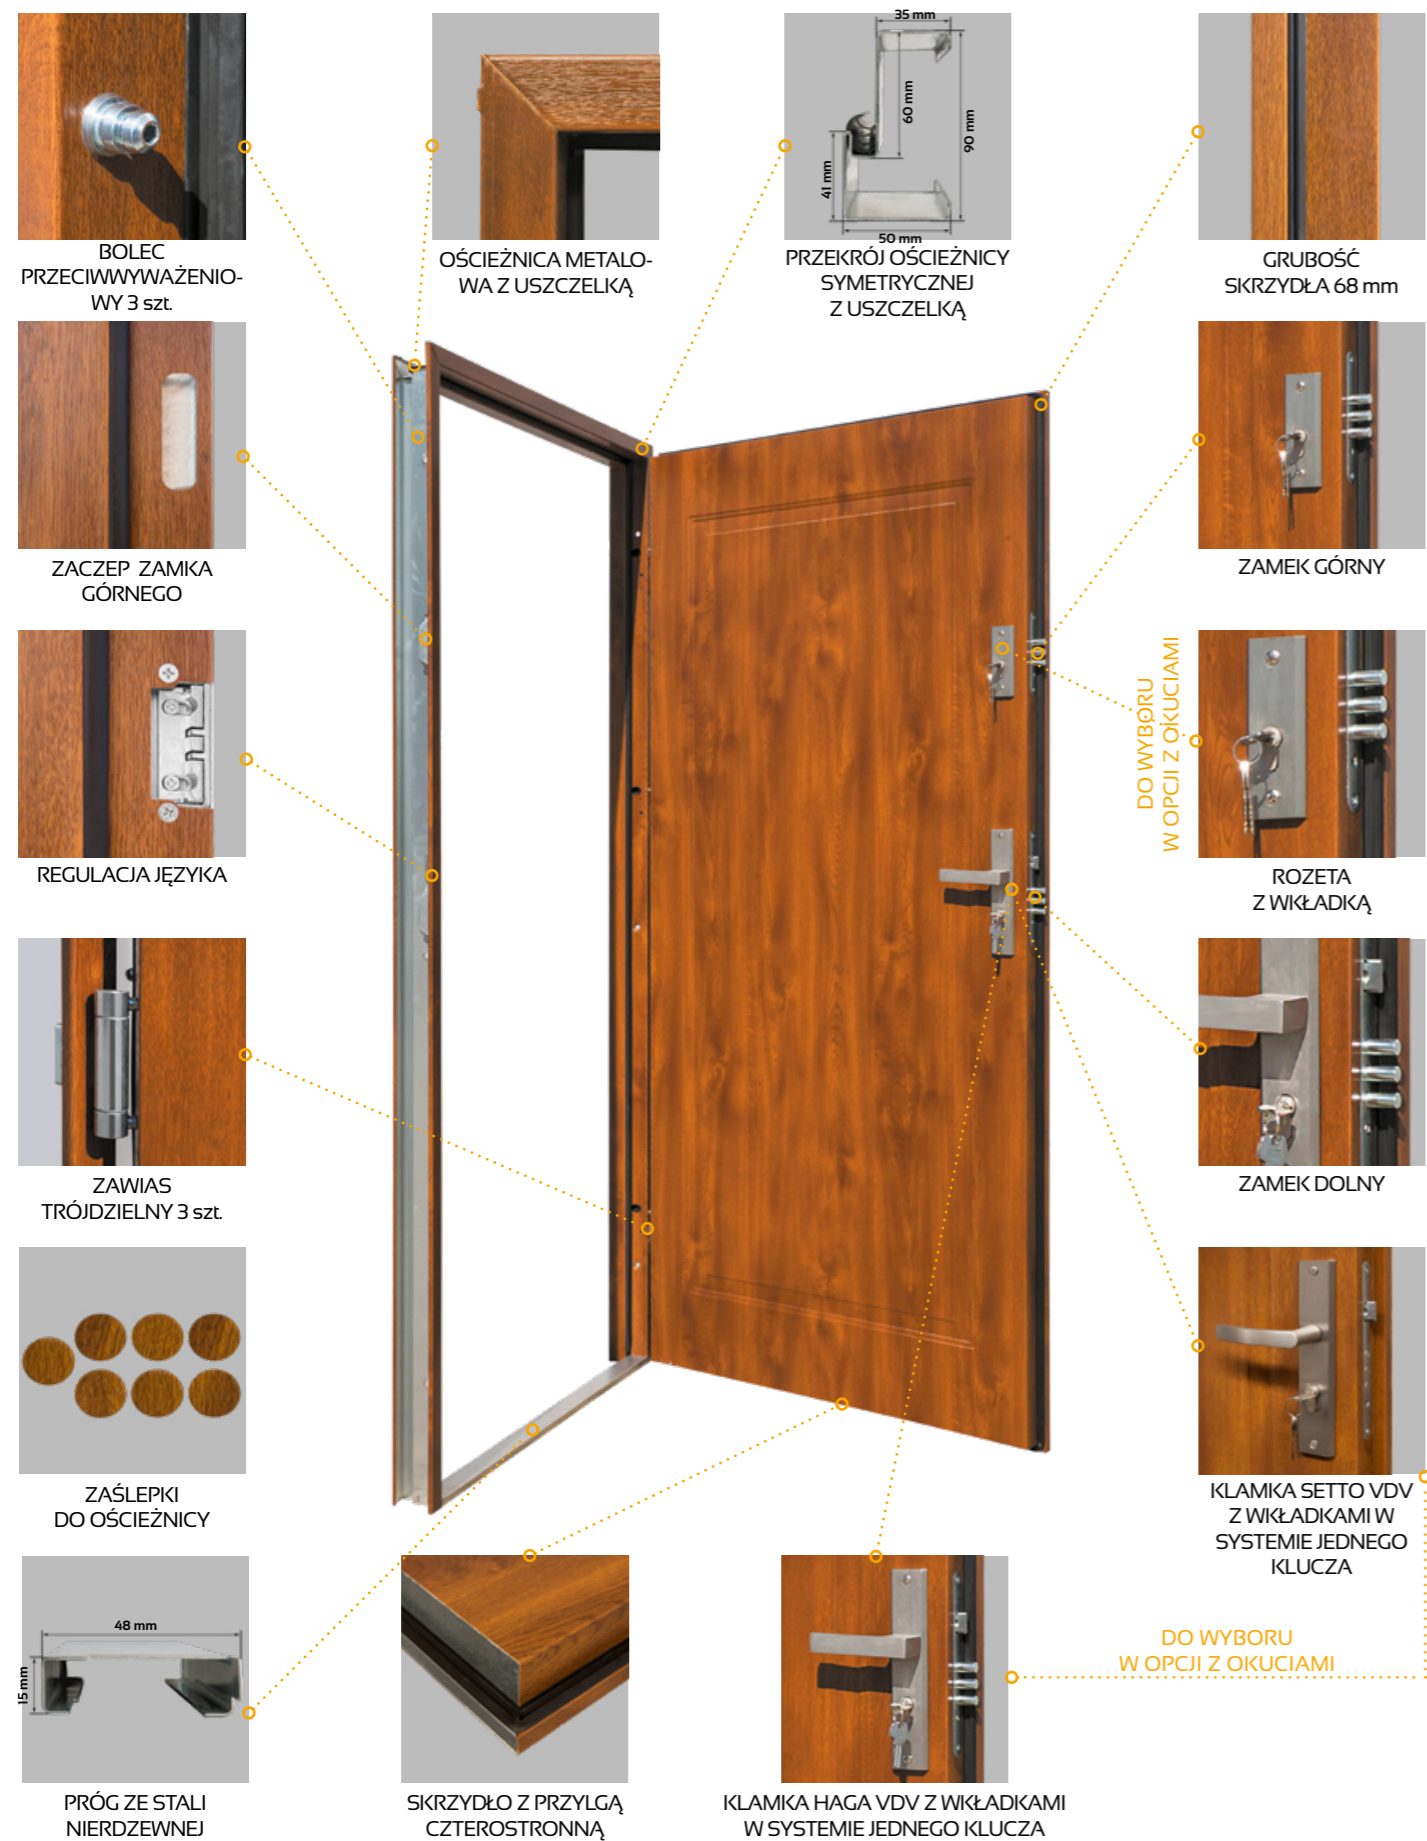 35 mm
60 mm
90 mm
41 mm
50 mm
BOLEC
PRZECIWWYWAŻENIO-
WY 3 szt.
OŚCIEŻNICA METALO-
WA Z USZCZELKĄ
PRZEKRÓJ OŚCIEŻNICY
SYMETRYCZNEJ
Z USZCZELKĄ
GRUBOŚĆ
SKRZYDŁA 68 mm
ZACZEP ZAMKA
GÓRNEGO
ZAMEK GÓRNY
REGULACJA JĘZYKA
DO WYBORU
W OPCJI Z OKUCIAMI
ROZETA
Z WKŁADKĄ
ZAWIAS
TRÓJDZIELNY 3 szt.
ZAMEK DOLNY
ZAŚLEPKI
DO OŚCIEŻNICY
KLAMKA SETTO VDV
Z WKŁADKAMI W
SYSTEMIE JEDNEGO
KLUCZA
48 mm
15 mm
DO WYBORU
W OPCJI Z OKUCIAMI
PRÓG ZE STALI
NIERDZEWNEJ
SKRZYDŁO Z PRZYLGĄ
CZTEROSTRONNĄ
KLAMKA HAGA VDV Z WKŁADKAMI
W SYSTEMIE JEDNEGO KLUCZA